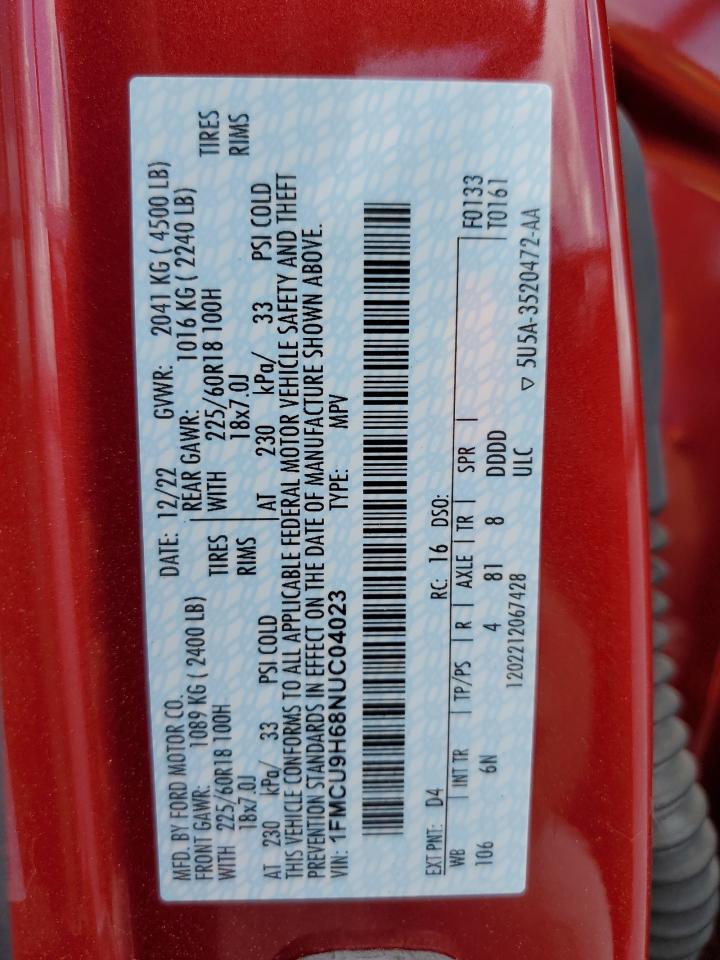 MFD. BY FORD MOTOR CO. DATE: 12/22 GVWR: 2041 KG ( 4500 LB)
FRONT GAWR: 1089 KG ( 2400 LB) REAR GAWR: 1016 KG ( 2240 LB)
WITH 225/60R18 100H TIRES WITH 225/60R18 100H TIRES
18x7.0J RIMS 18x7.0J RIMS
AT 230 kPa/ 33 PSI COLD AT 230 kPa/ 33 PSI COLD
THIS VEHICLE CONFORMS TO ALL APPLICABLE FEDERAL MOTOR VEHICLE SAFETY AND THEFT
PREVENTION STANDARDS IN EFFECT ON THE DATE OF MANUFACTURE SHOWN ABOVE.
VIN: 1FMCU9H68NUC04023 TYPE: MPV
EXT PNT: D4 RC: 16 DSO: F0133
WB INT TR TP/PS R AXLE TR SPR T0161
106 6N 4 81 8 DDDD
1202212067428 ULC ▽ 5U5A-3520472-AA